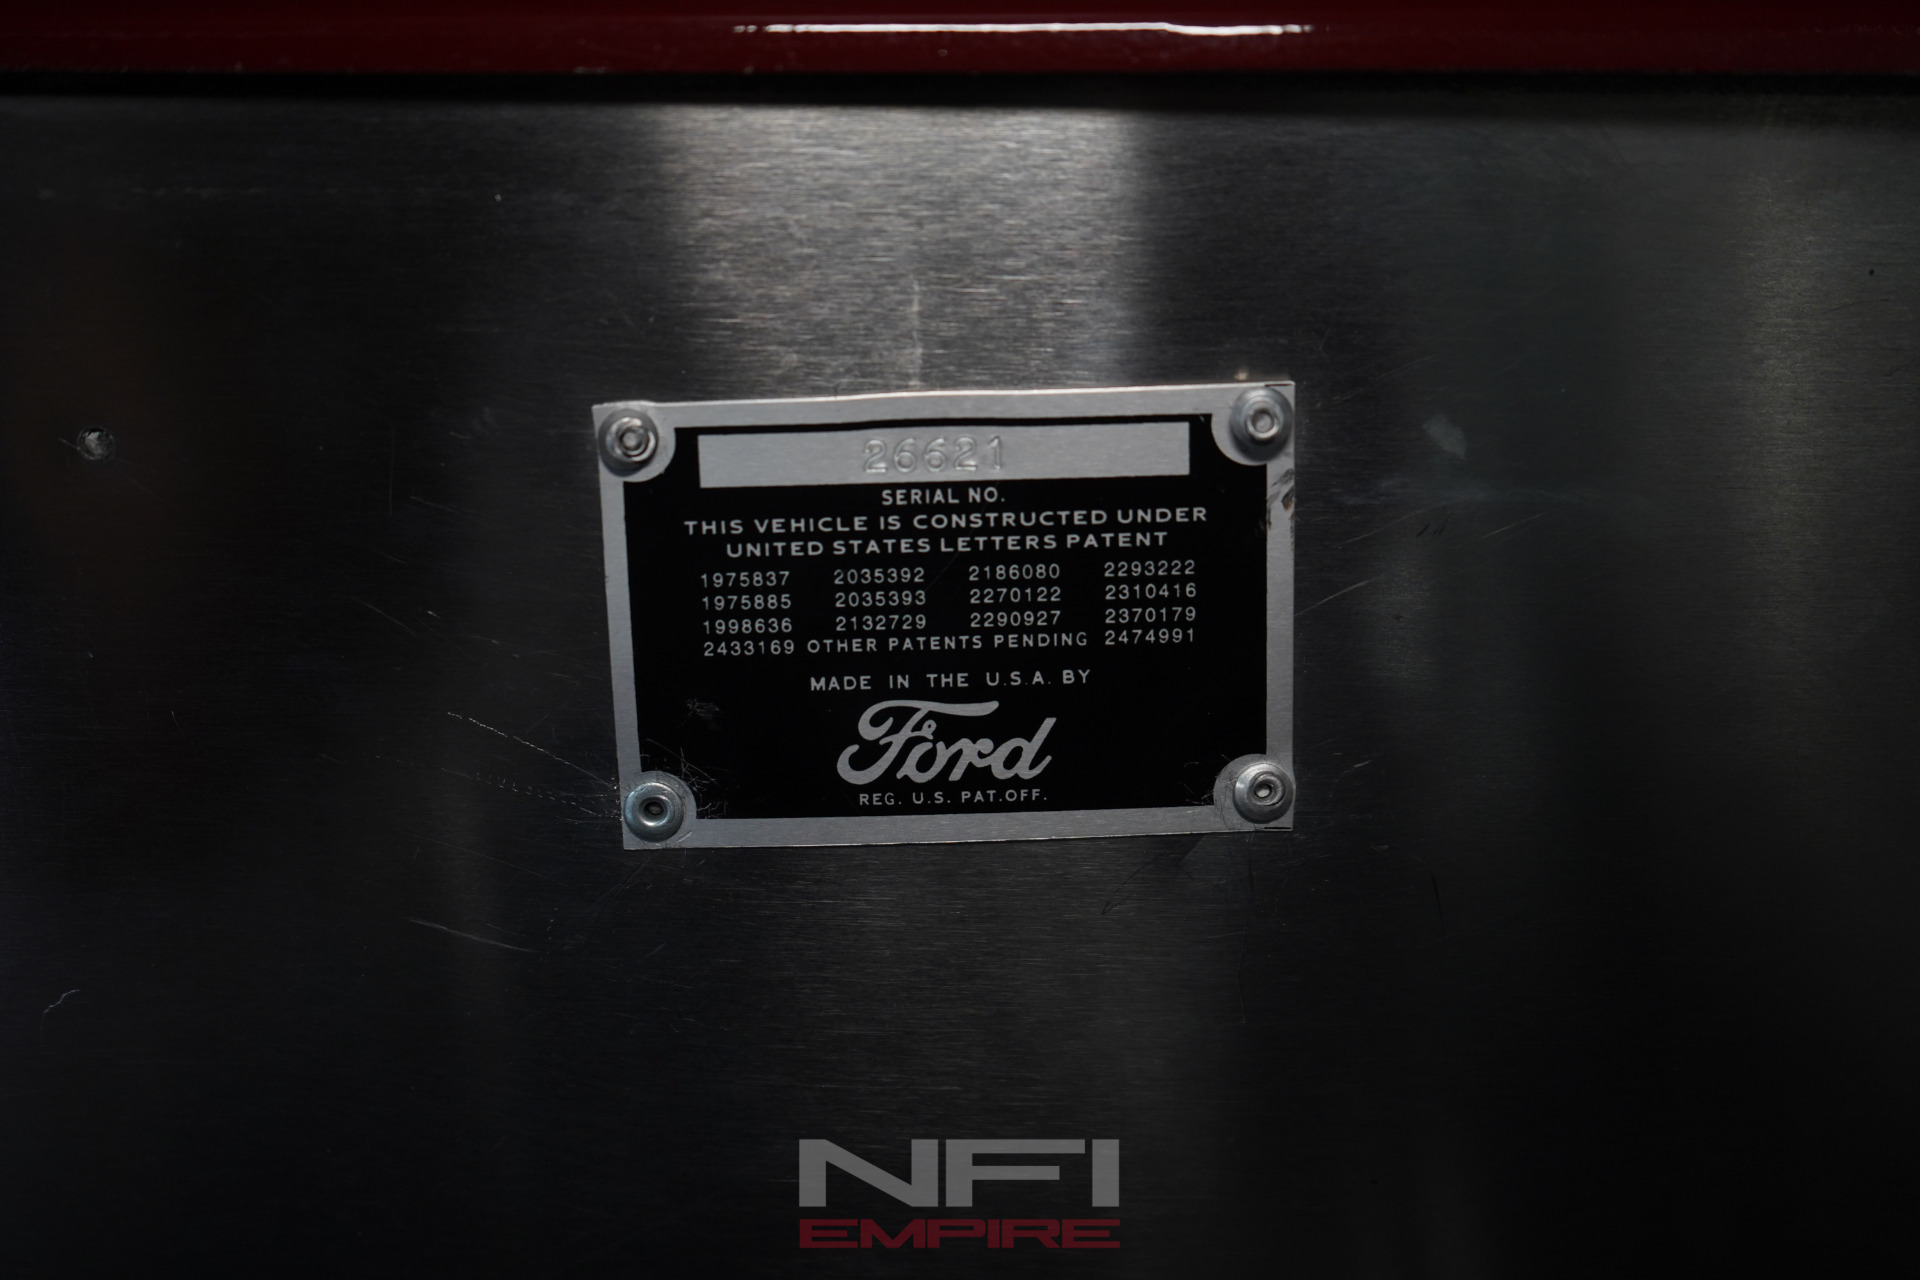 26621
SERIAL NO.
THIS VEHICLE IS CONSTRUCTED UNDER
UNITED STATES LETTERS PATENT
1975837 2035392 2186080 2293222
1975885 2035393 2270122 2310416
1998636 2132729 2290927 2370179
2433169 OTHER PATENTS PENDING 2474991
MADE IN THE U.S.A. BY
Ford
REG. U.S. PAT.OFF.
NFI
EMPIRE